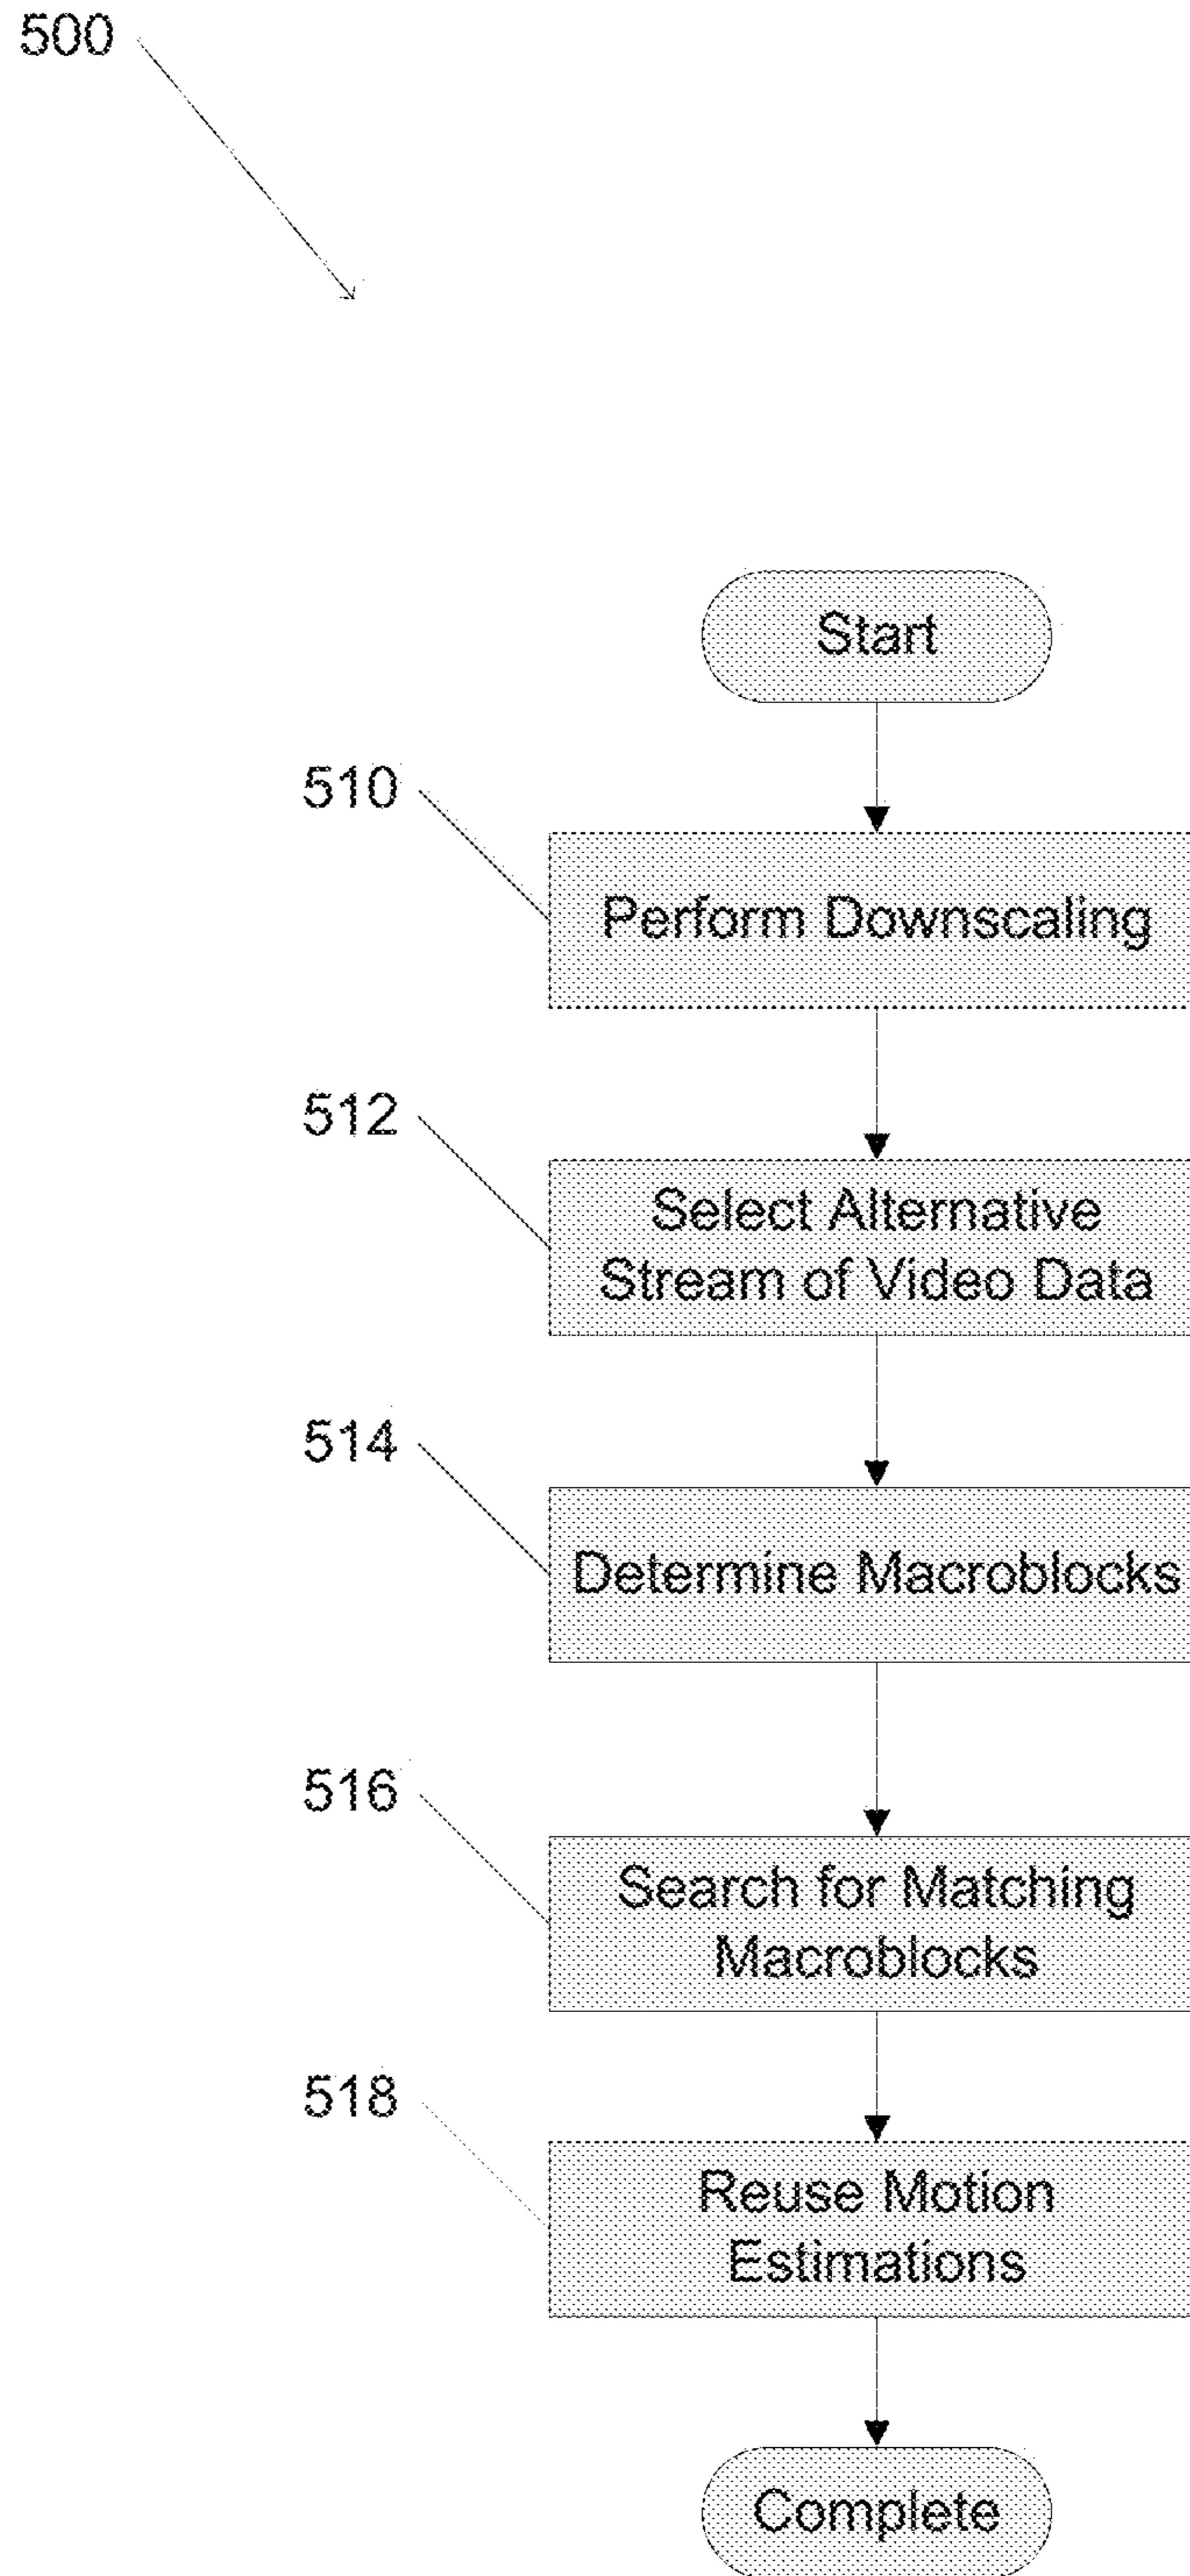 500
Start
510
Perform Downscaling
512
Select Alternative
Stream of Video Data
514
Determine Macroblocks
516
Search for Matching
Macroblocks
518
Reuse Motion
Estimations
Complete